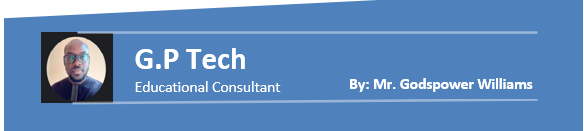 G.P Tech
Educational Consultant
By: Mr. Godspower Williams